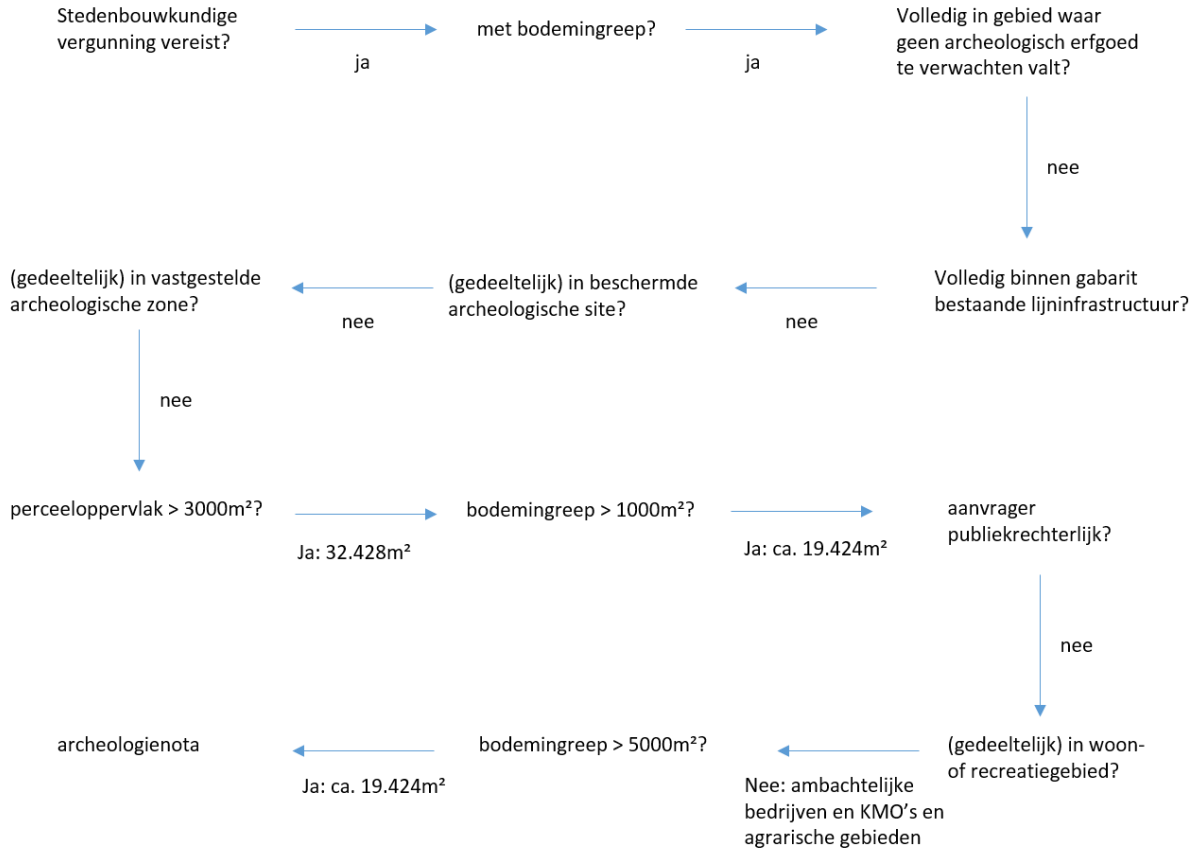 Stedenbouwkundige
vergunning vereist?
ja
met bodemingreep?
ja
Volledig in gebied waar
geen archeologisch erfgoed
te verwachten valt?
nee
Volledig binnen gabarit
bestaande lijninfrastructuur?
nee
(gedeeltelijk) in beschermde
archeologische site?
nee
(gedeeltelijk) in vastgestelde
archeologische zone?
nee
perceeloppervlak > 3000m²?
Ja: 32.428m²
bodemingreep > 1000m²?
Ja: ca. 19.424m²
aanvrager
publiekrechterlijk?
nee
(gedeeltelijk) in woon-
of recreatiegebied?
Nee: ambachtelijke
bedrijven en KMO's en
agrarische gebieden
bodemingreep > 5000m²?
Ja: ca. 19.424m²
archeologienota